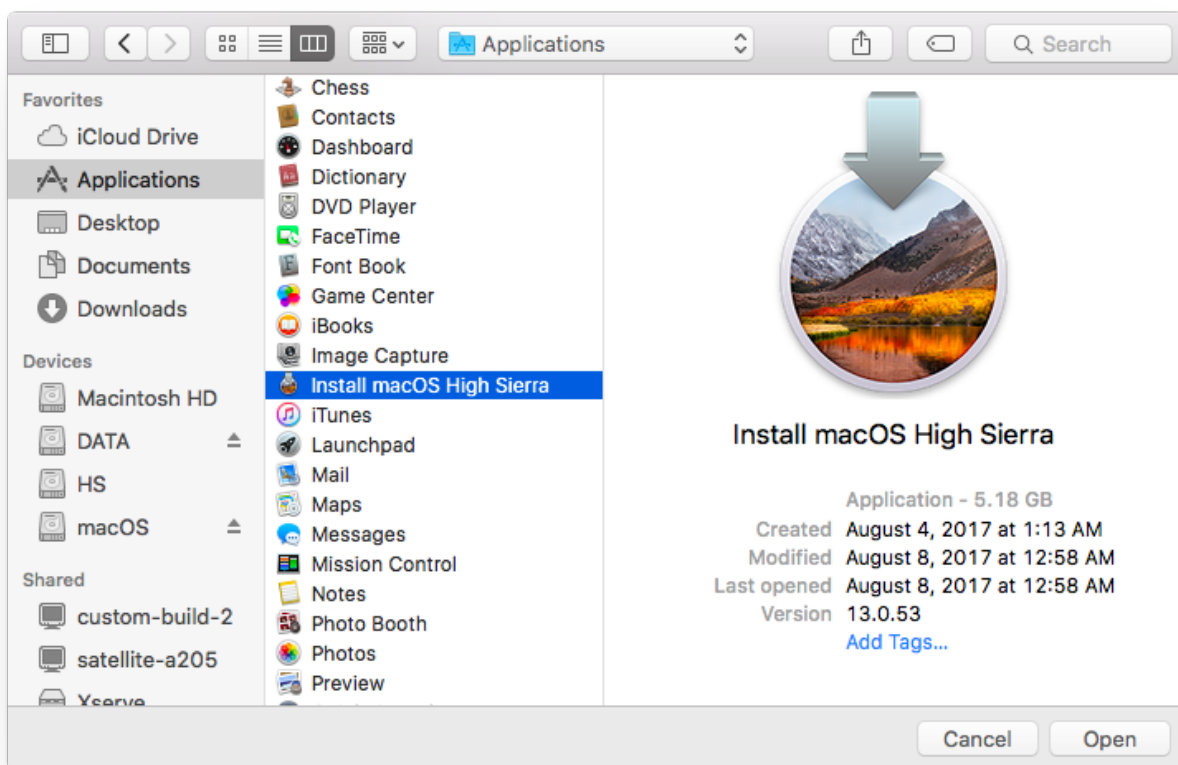 Applications
Search
Favorites
iCloud Drive
Applications
Desktop
Documents
Downloads
Devices
Macintosh HD
DATA
HS
macOS
Shared
custom-build-2
satellite-a205
Xserve
Chess
Contacts
Dashboard
Dictionary
DVD Player
FaceTime
Font Book
Game Center
iBooks
Image Capture
Install macOS High Sierra
iTunes
Launchpad
Mail
Maps
Messages
Mission Control
Notes
Photo Booth
Photos
Preview
Install macOS High Sierra
Application - 5.18 GB
Created August 4, 2017 at 1:13 AM
Modified August 8, 2017 at 12:58 AM
Last opened August 8, 2017 at 12:58 AM
Version 13.0.53
Add Tags...
Cancel
Open